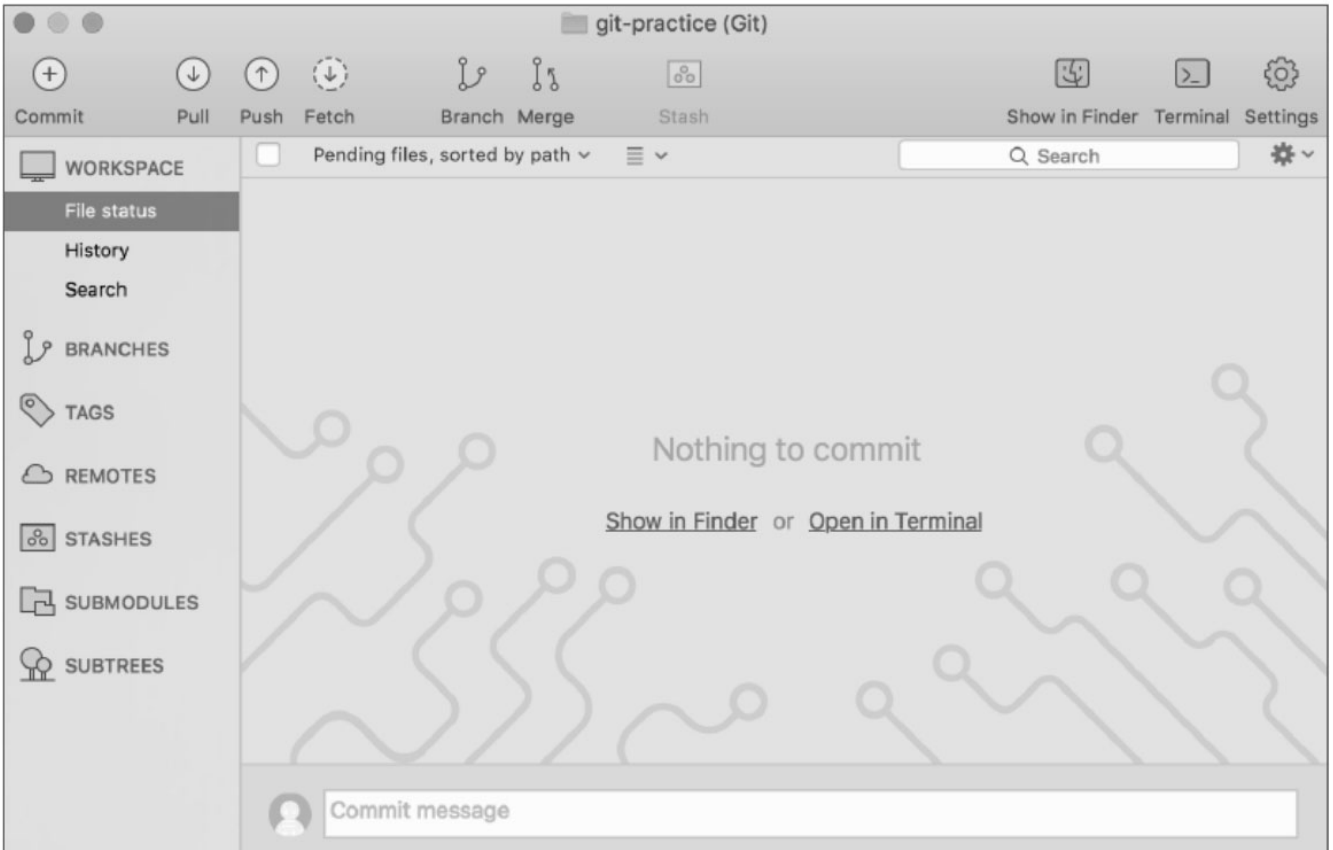 git-practice (Git)
Commit Pull Push Fetch Branch Merge Stash Show in Finder Terminal Settings
WORKSPACE
File status
History
Search
BRANCHES
TAGS
REMOTES
STASHES
SUBMODULES
SUBTREES
Pending files, sorted by path
Search
Nothing to commit
Show in Finder or Open in Terminal
Commit message